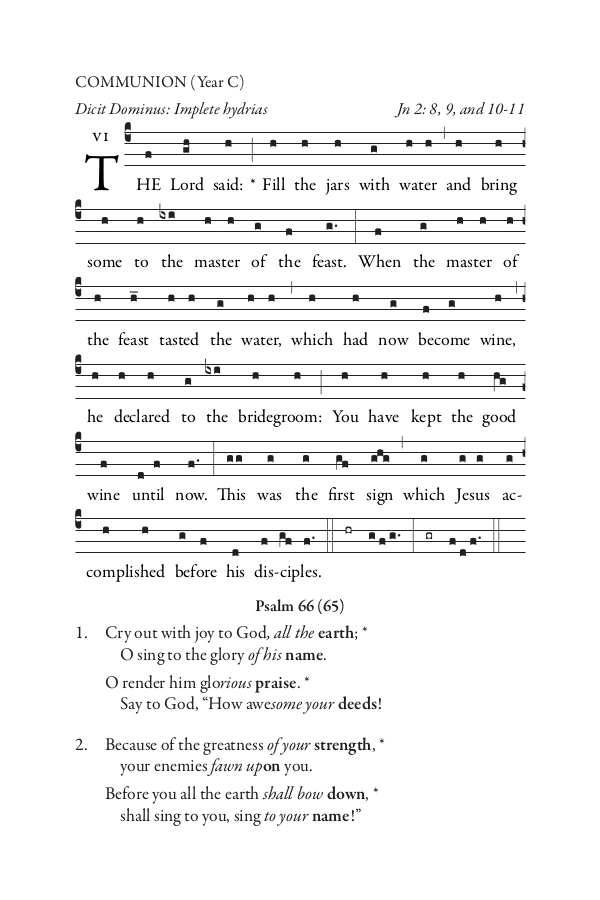 COMMUNION (Year C)
Dicit Dominus: Implete hydrias Jn 2: 8, 9, and 10-11
VI
THE Lord said: * Fill the jars with water and bring
some to the master of the feast. When the master of
the feast tasted the water, which had now become wine,
he declared to the bridegroom: You have kept the good
wine until now. This was the first sign which Jesus ac-
complished before his dis-ciples.
Psalm 66 (65)
1. Cry out with joy to God, all the earth; *
O sing to the glory of his name.
O render him glorious praise. *
Say to God, “How awesome your deeds!
2. Because of the greatness of your strength, *
your enemies fawn upon you.
Before you all the earth shall bow down, *
shall sing to you, sing to your name!”